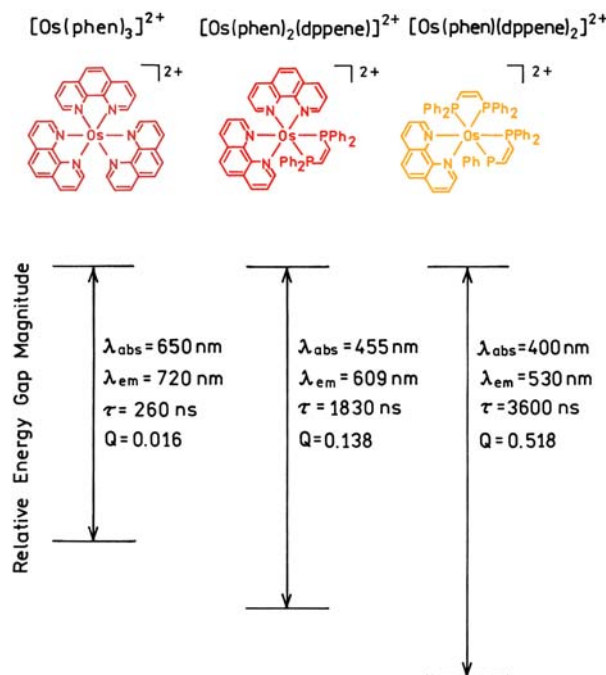 [Os(phen)₃]²⁺ [Os(phen)₂(dppene)]²⁺ [Os(phen)(dppene)₂]²⁺
2+ 2+ 2+
N N Os N N N N
N N Os N N PPh₂ Ph₂P
Ph₂P PPh₂ N Os N PPh₂ Ph P
Relative Energy Gap Magnitude
λabs = 650 nm
λem = 720 nm
τ = 260 ns
Q = 0.016
λabs = 455 nm
λem = 609 nm
τ = 1830 ns
Q = 0.138
λabs = 400 nm
λem = 530 nm
τ = 3600 ns
Q = 0.518